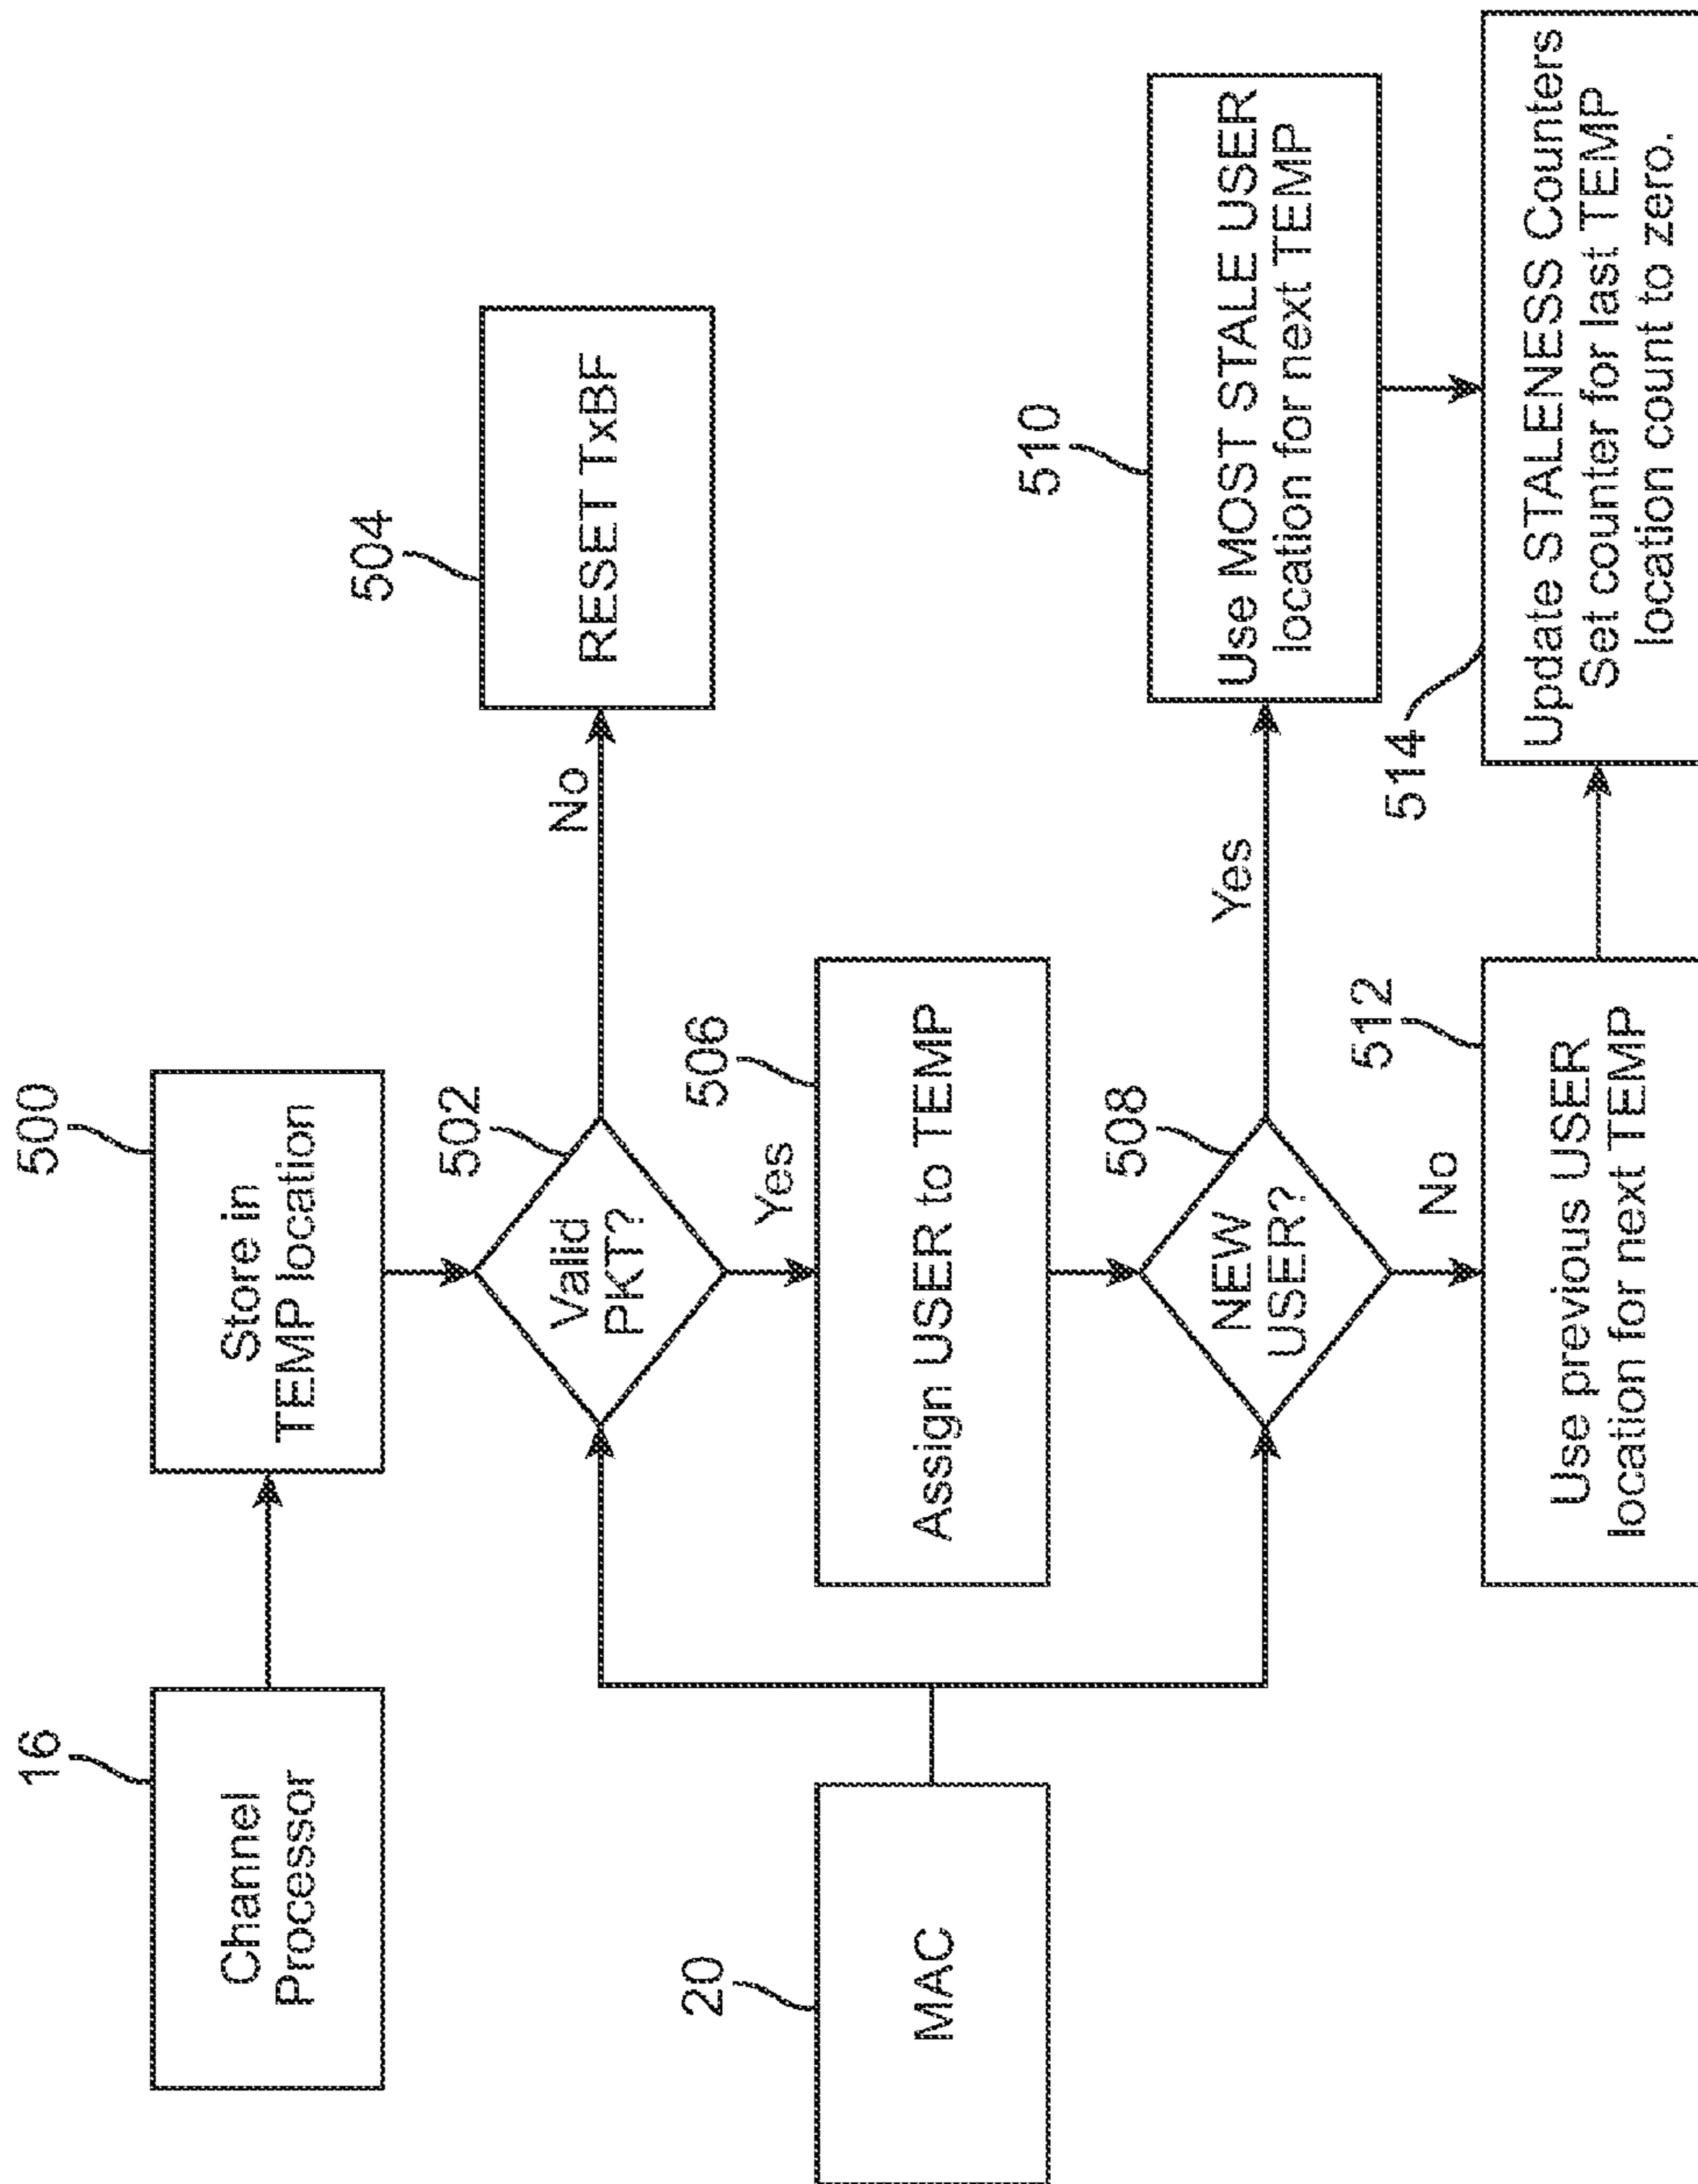 16
Channel
Processor
500
Store in
TEMP location
502
Valid
PKT?
No
504
RESET TxBF
Yes
20
MAC
506
Assign USER to TEMP
508
NEW
USER?
Yes
510
Use MOST STALE USER
location for next TEMP
No
512
Use previous USER
location for next TEMP
514
Update STALENESS Counters
Set counter for last TEMP
location count to zero.